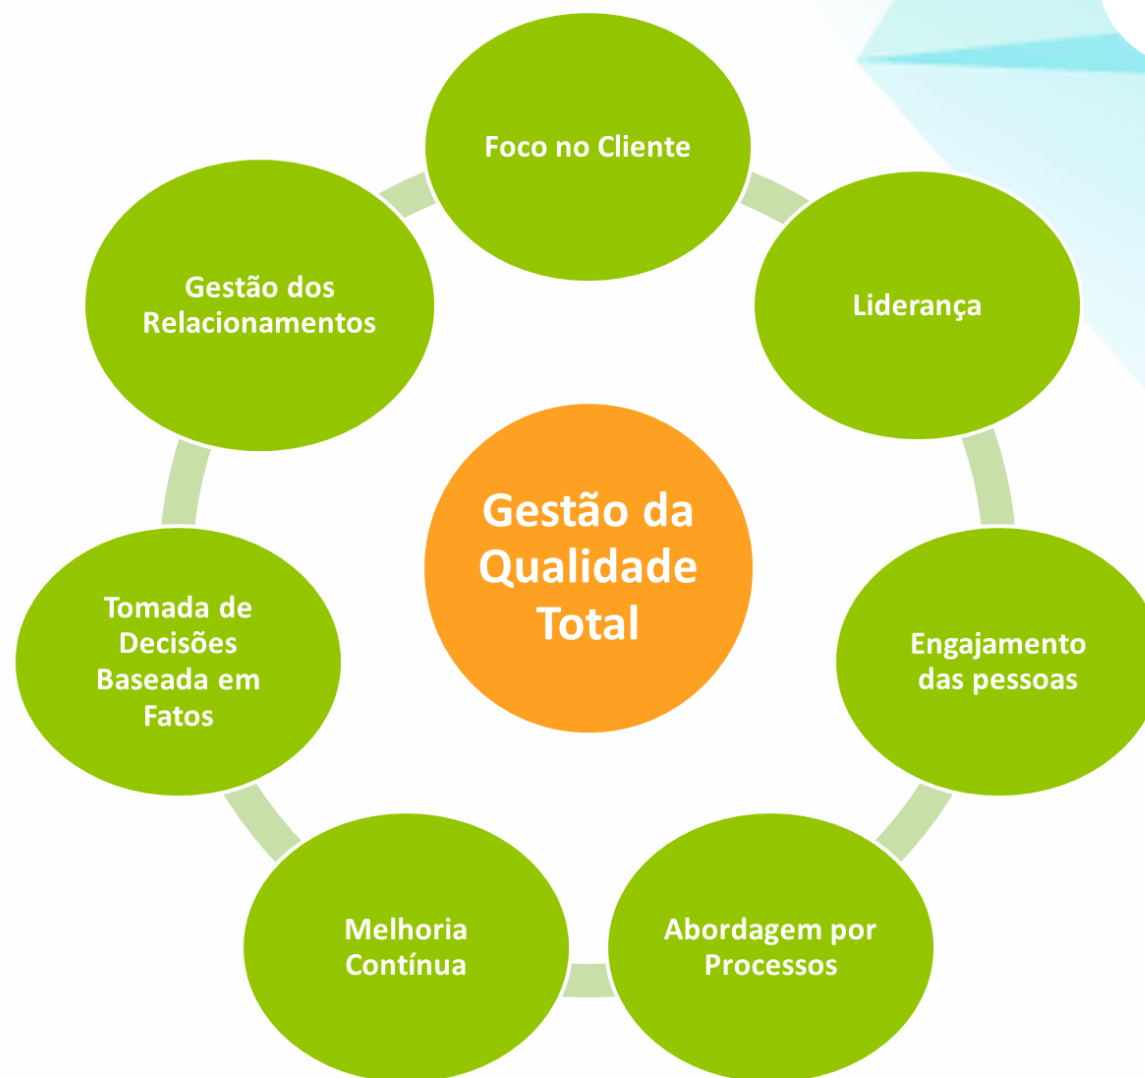 Foco no Cliente
Liderança
Engajamento
das pessoas
Abordagem por
Processos
Melhoria
Contínua
Tomada de
Decisões
Baseada em
Fatos
Gestão dos
Relacionamentos
Gestão da
Qualidade
Total